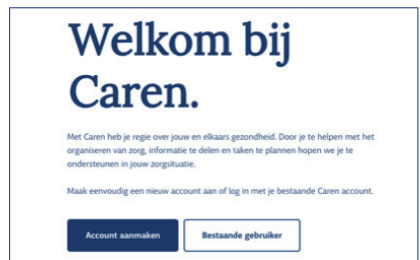 Welkom bij
Caren.
Met Caren heb je regie over jouw en elkaars gezondheid. Door je te helpen met het
organiseren van zorg, informatie te delen en taken te plannen hopen we je te
ondersteunen in jouw zorgsituatie.
Maak eenvoudig een nieuw account aan of log in met je bestaande Caren account.
Account aanmaken Bestaande gebruiker